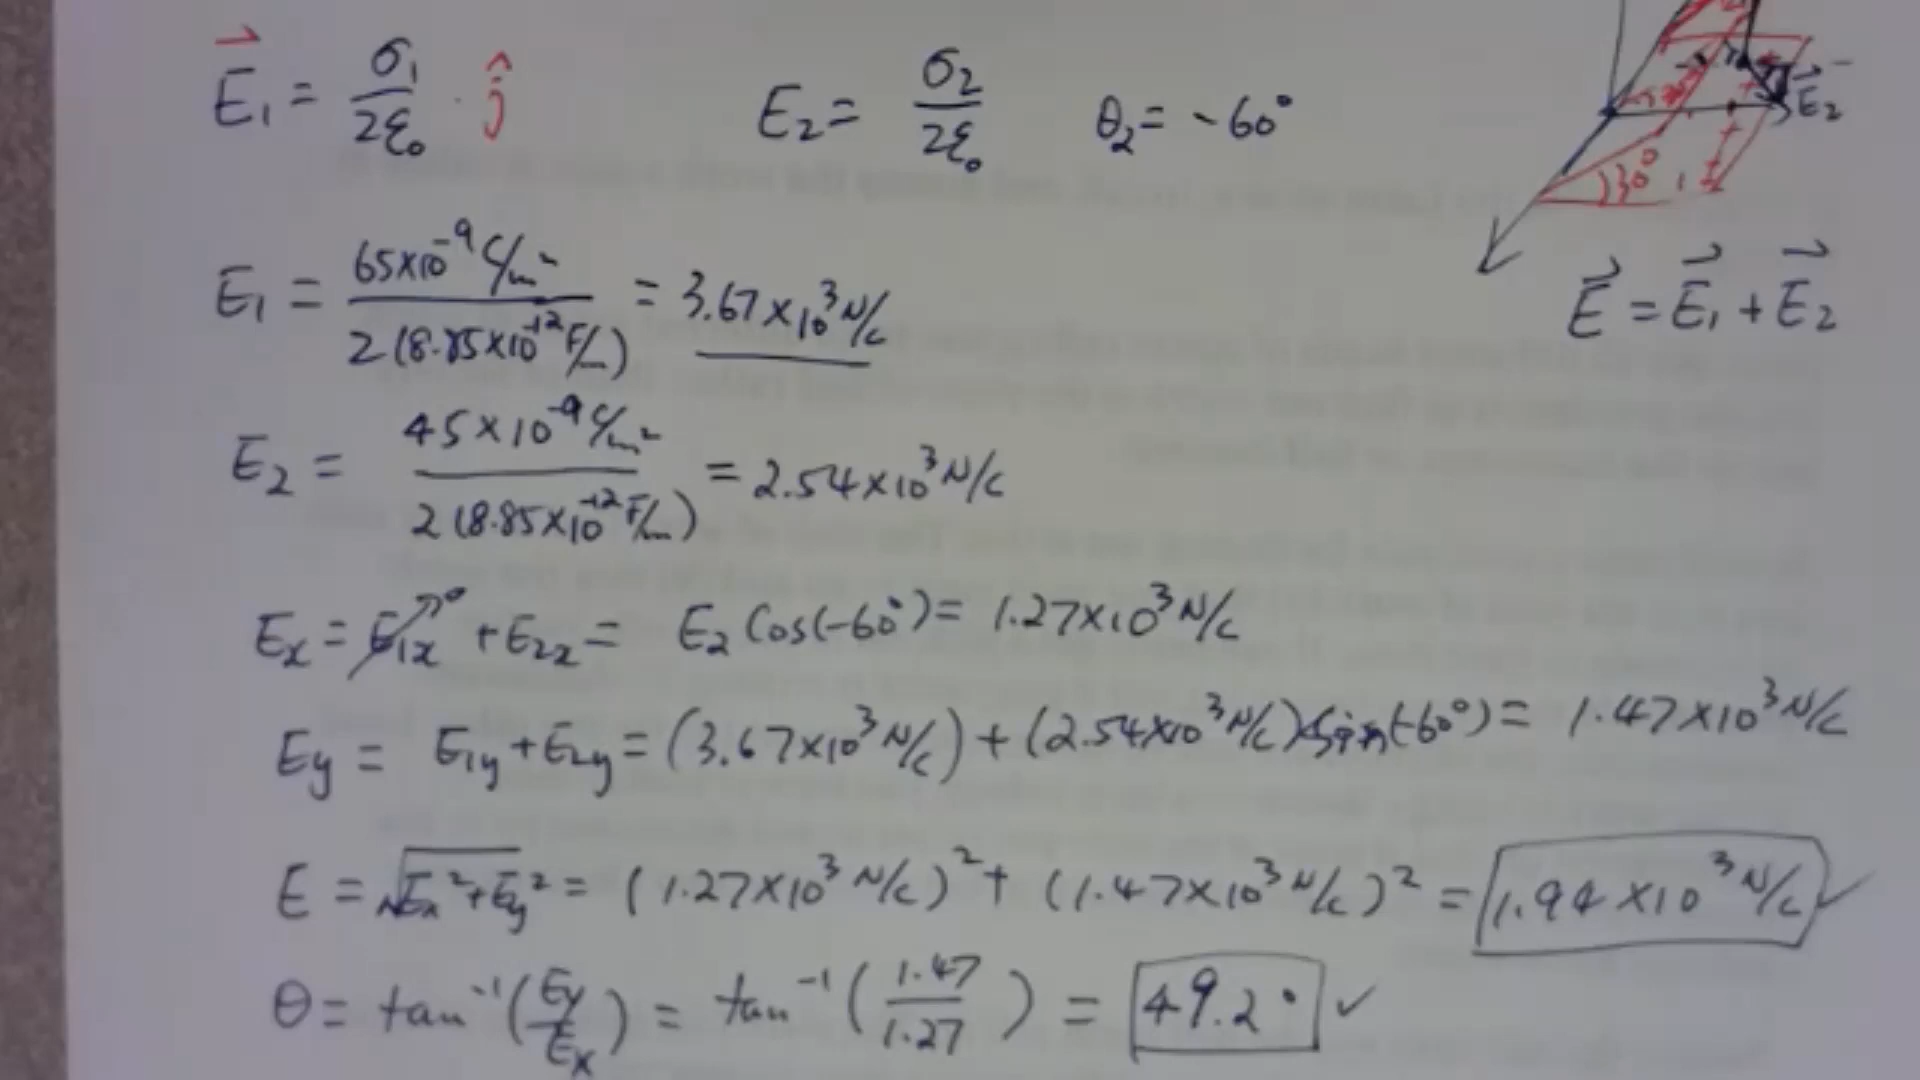 E⃗₁ = σ₁/2ε₀ · ĵ E₂ = σ₂/2ε₀ θ₂ = -60°
E⃗₂
)30°
E₁ = 65×10⁻⁹ C/m² / 2(8.85×10⁻¹² F/m) = 3.67×10³ N/C
E⃗ = E⃗₁ + E⃗₂
E₂ = 45×10⁻⁹ C/m² / 2(8.85×10⁻¹² F/m) = 2.54×10³ N/C
Eₓ = E₁ₓ↗⁰ + E₂ₓ = E₂ Cos(-60°) = 1.27×10³ N/C
Ey = E₁y + E₂y = (3.67×10³ N/C) + (2.54×10³ N/C) Sin(-60°) = 1.47×10³ N/C
E = √Eₓ² + Ey² = (1.27×10³ N/C)² + (1.47×10³ N/C)² = 1.94×10³ N/C ✓
θ = tan⁻¹(Ey/Eₓ) = tan⁻¹(1.47/1.27) = 49.2° ✓